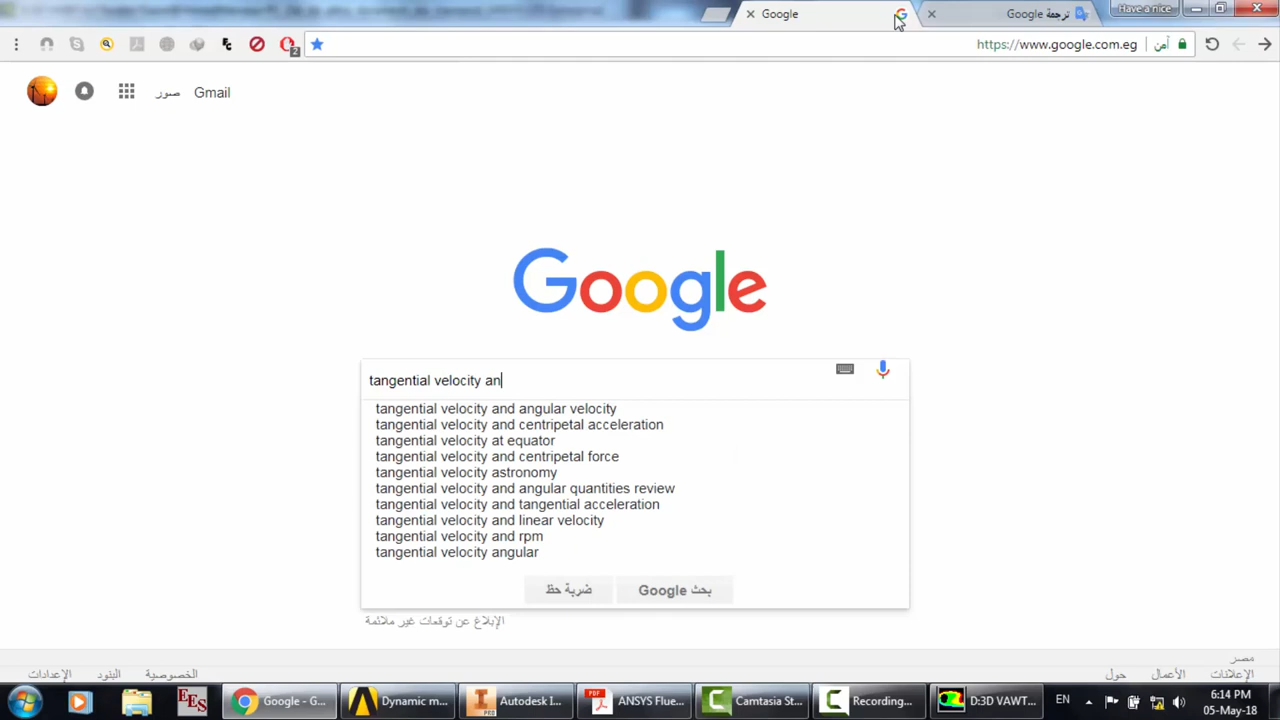 Google
ترجمة Google
Have a nice
https://www.google.com.eg
آمن
2
صور
Gmail
Google
tangential velocity an
tangential velocity and angular velocity
tangential velocity and centripetal acceleration
tangential velocity at equator
tangential velocity and centripetal force
tangential velocity astronomy
tangential velocity and angular quantities review
tangential velocity and tangential acceleration
tangential velocity and linear velocity
tangential velocity and rpm
tangential velocity angular
بحث Google
ضربة حظ
الإبلاغ عن توقعات غير ملائمة
مصر
الإعلانات
الأعمال
حول
الخصوصية
البنود
الإعدادات
EES
Google - G...
Dynamic m...
PRO
Autodesk I...
PDF
ANSYS Flue...
Camtasia St...
Recording...
D:3D VAWT...
EN
6:14 PM
05-May-18